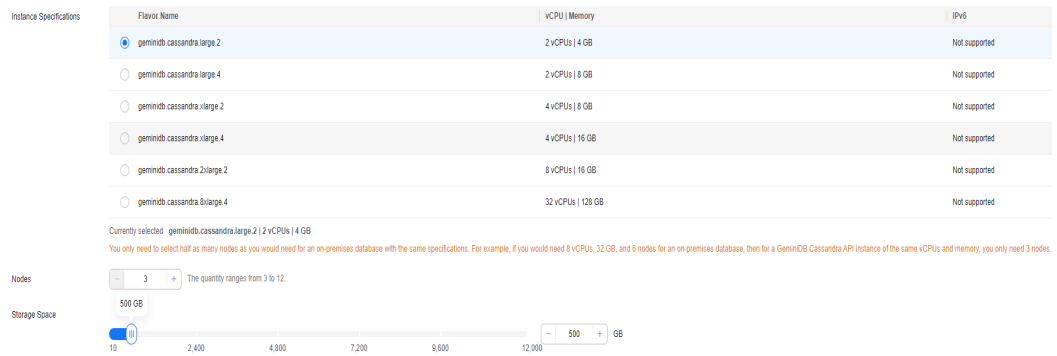 Instance Specifications Flavor Name vCPU | Memory IPv6
geminidb.cassandra.large.2 2 vCPUs | 4 GB Not supported
geminidb.cassandra.large.4 2 vCPUs | 8 GB Not supported
geminidb.cassandra.xlarge.2 4 vCPUs | 8 GB Not supported
geminidb.cassandra.xlarge.4 4 vCPUs | 16 GB Not supported
geminidb.cassandra.2xlarge.2 8 vCPUs | 16 GB Not supported
geminidb.cassandra.8xlarge.4 32 vCPUs | 128 GB Not supported
Currently selected geminidb.cassandra.large.2 | 2 vCPUs | 4 GB
You only need to select half as many nodes as you would need for an on-premises database with the same specifications. For example, if you would need 8 vCPUs, 32 GB, and 6 nodes for an on-premises database, then for a GeminiDB Cassandra API instance of the same vCPUs and memory, you only need 3 nodes.
Nodes − 3 + The quantity ranges from 3 to 12.
500 GB
Storage Space
− 500 + GB
10 2,400 4,800 7,200 9,600 12,000